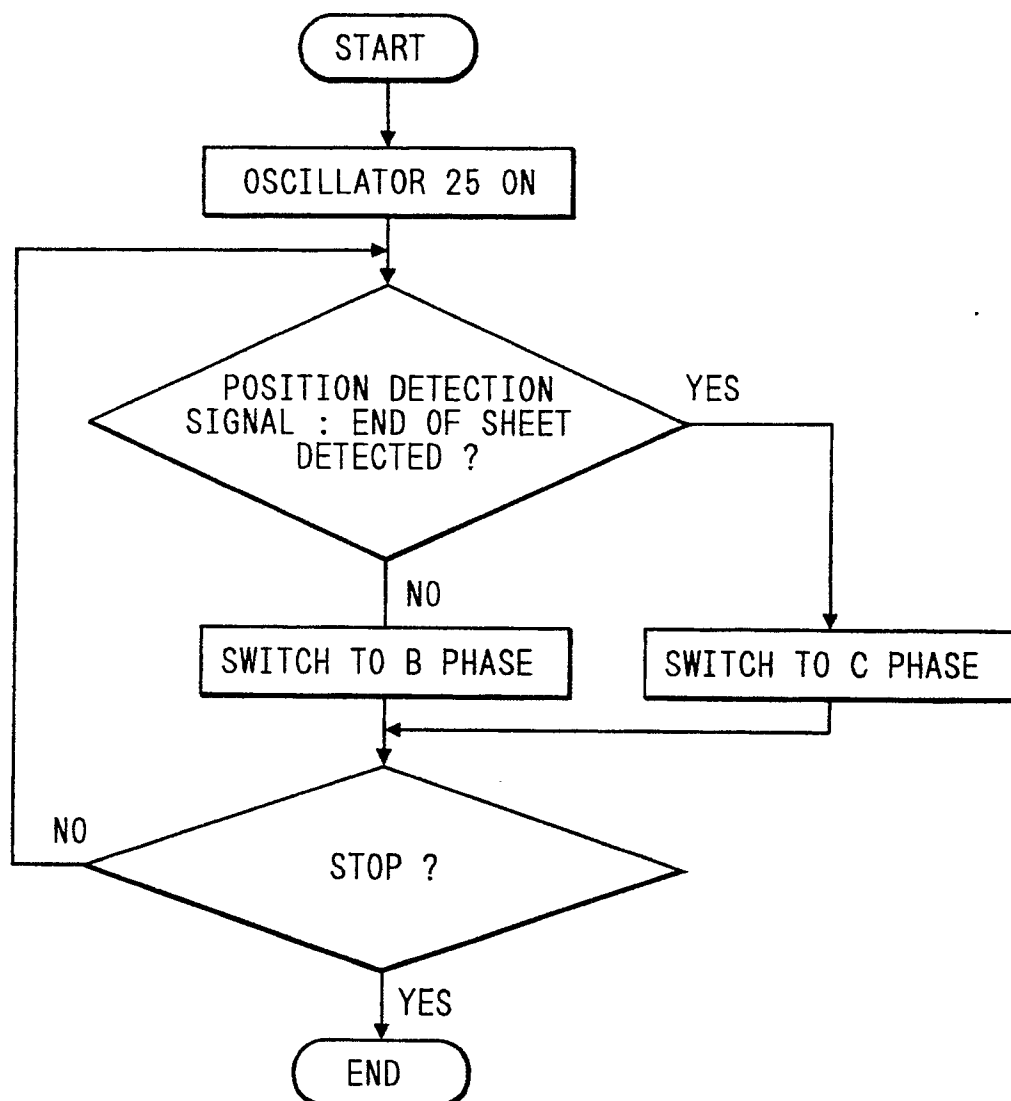 START
OSCILLATOR 25 ON
POSITION DETECTION
SIGNAL : END OF SHEET
DETECTED ?
YES
NO
SWITCH TO B PHASE
SWITCH TO C PHASE
NO
STOP ?
YES
END